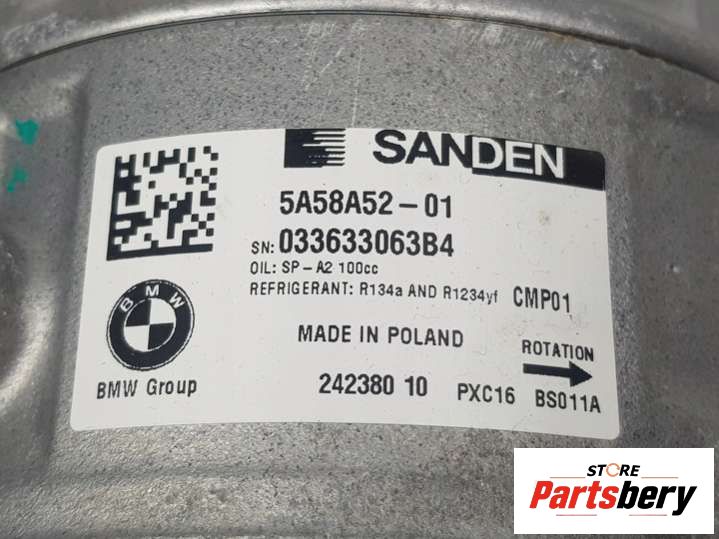 SANDEN
5A58A52-01
SN: 033633063B4
OIL: SP-A2 100cc
REFRIGERANT: R134a AND R1234yf CMP01
BMW
MADE IN POLAND
ROTATION
BMW Group
242380 10 PXC16 BS011A
STORE
Partsbery